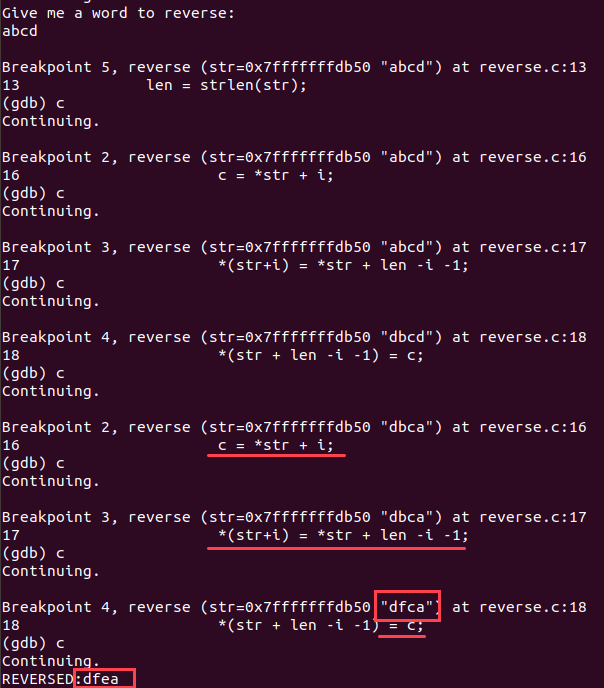 Give me a word to reverse:
abcd
Breakpoint 5, reverse (str=0x7fffffffdb50 "abcd") at reverse.c:13
13 len = strlen(str);
(gdb) c
Continuing.
Breakpoint 2, reverse (str=0x7fffffffdb50 "abcd") at reverse.c:16
16 c = *str + i;
(gdb) c
Continuing.
Breakpoint 3, reverse (str=0x7fffffffdb50 "abcd") at reverse.c:17
17 *(str+i) = *str + len -i -1;
(gdb) c
Continuing.
Breakpoint 4, reverse (str=0x7fffffffdb50 "dbcd") at reverse.c:18
18 *(str + len -i -1) = c;
(gdb) c
Continuing.
Breakpoint 2, reverse (str=0x7fffffffdb50 "dbca") at reverse.c:16
16 c = *str + i;
(gdb) c
Continuing.
Breakpoint 3, reverse (str=0x7fffffffdb50 "dbca") at reverse.c:17
17 *(str+i) = *str + len -i -1;
(gdb) c
Continuing.
Breakpoint 4, reverse (str=0x7fffffffdb50 "dfca") at reverse.c:18
18 *(str + len -i -1) = c;
(gdb) c
Continuing.
REVERSED:dfea